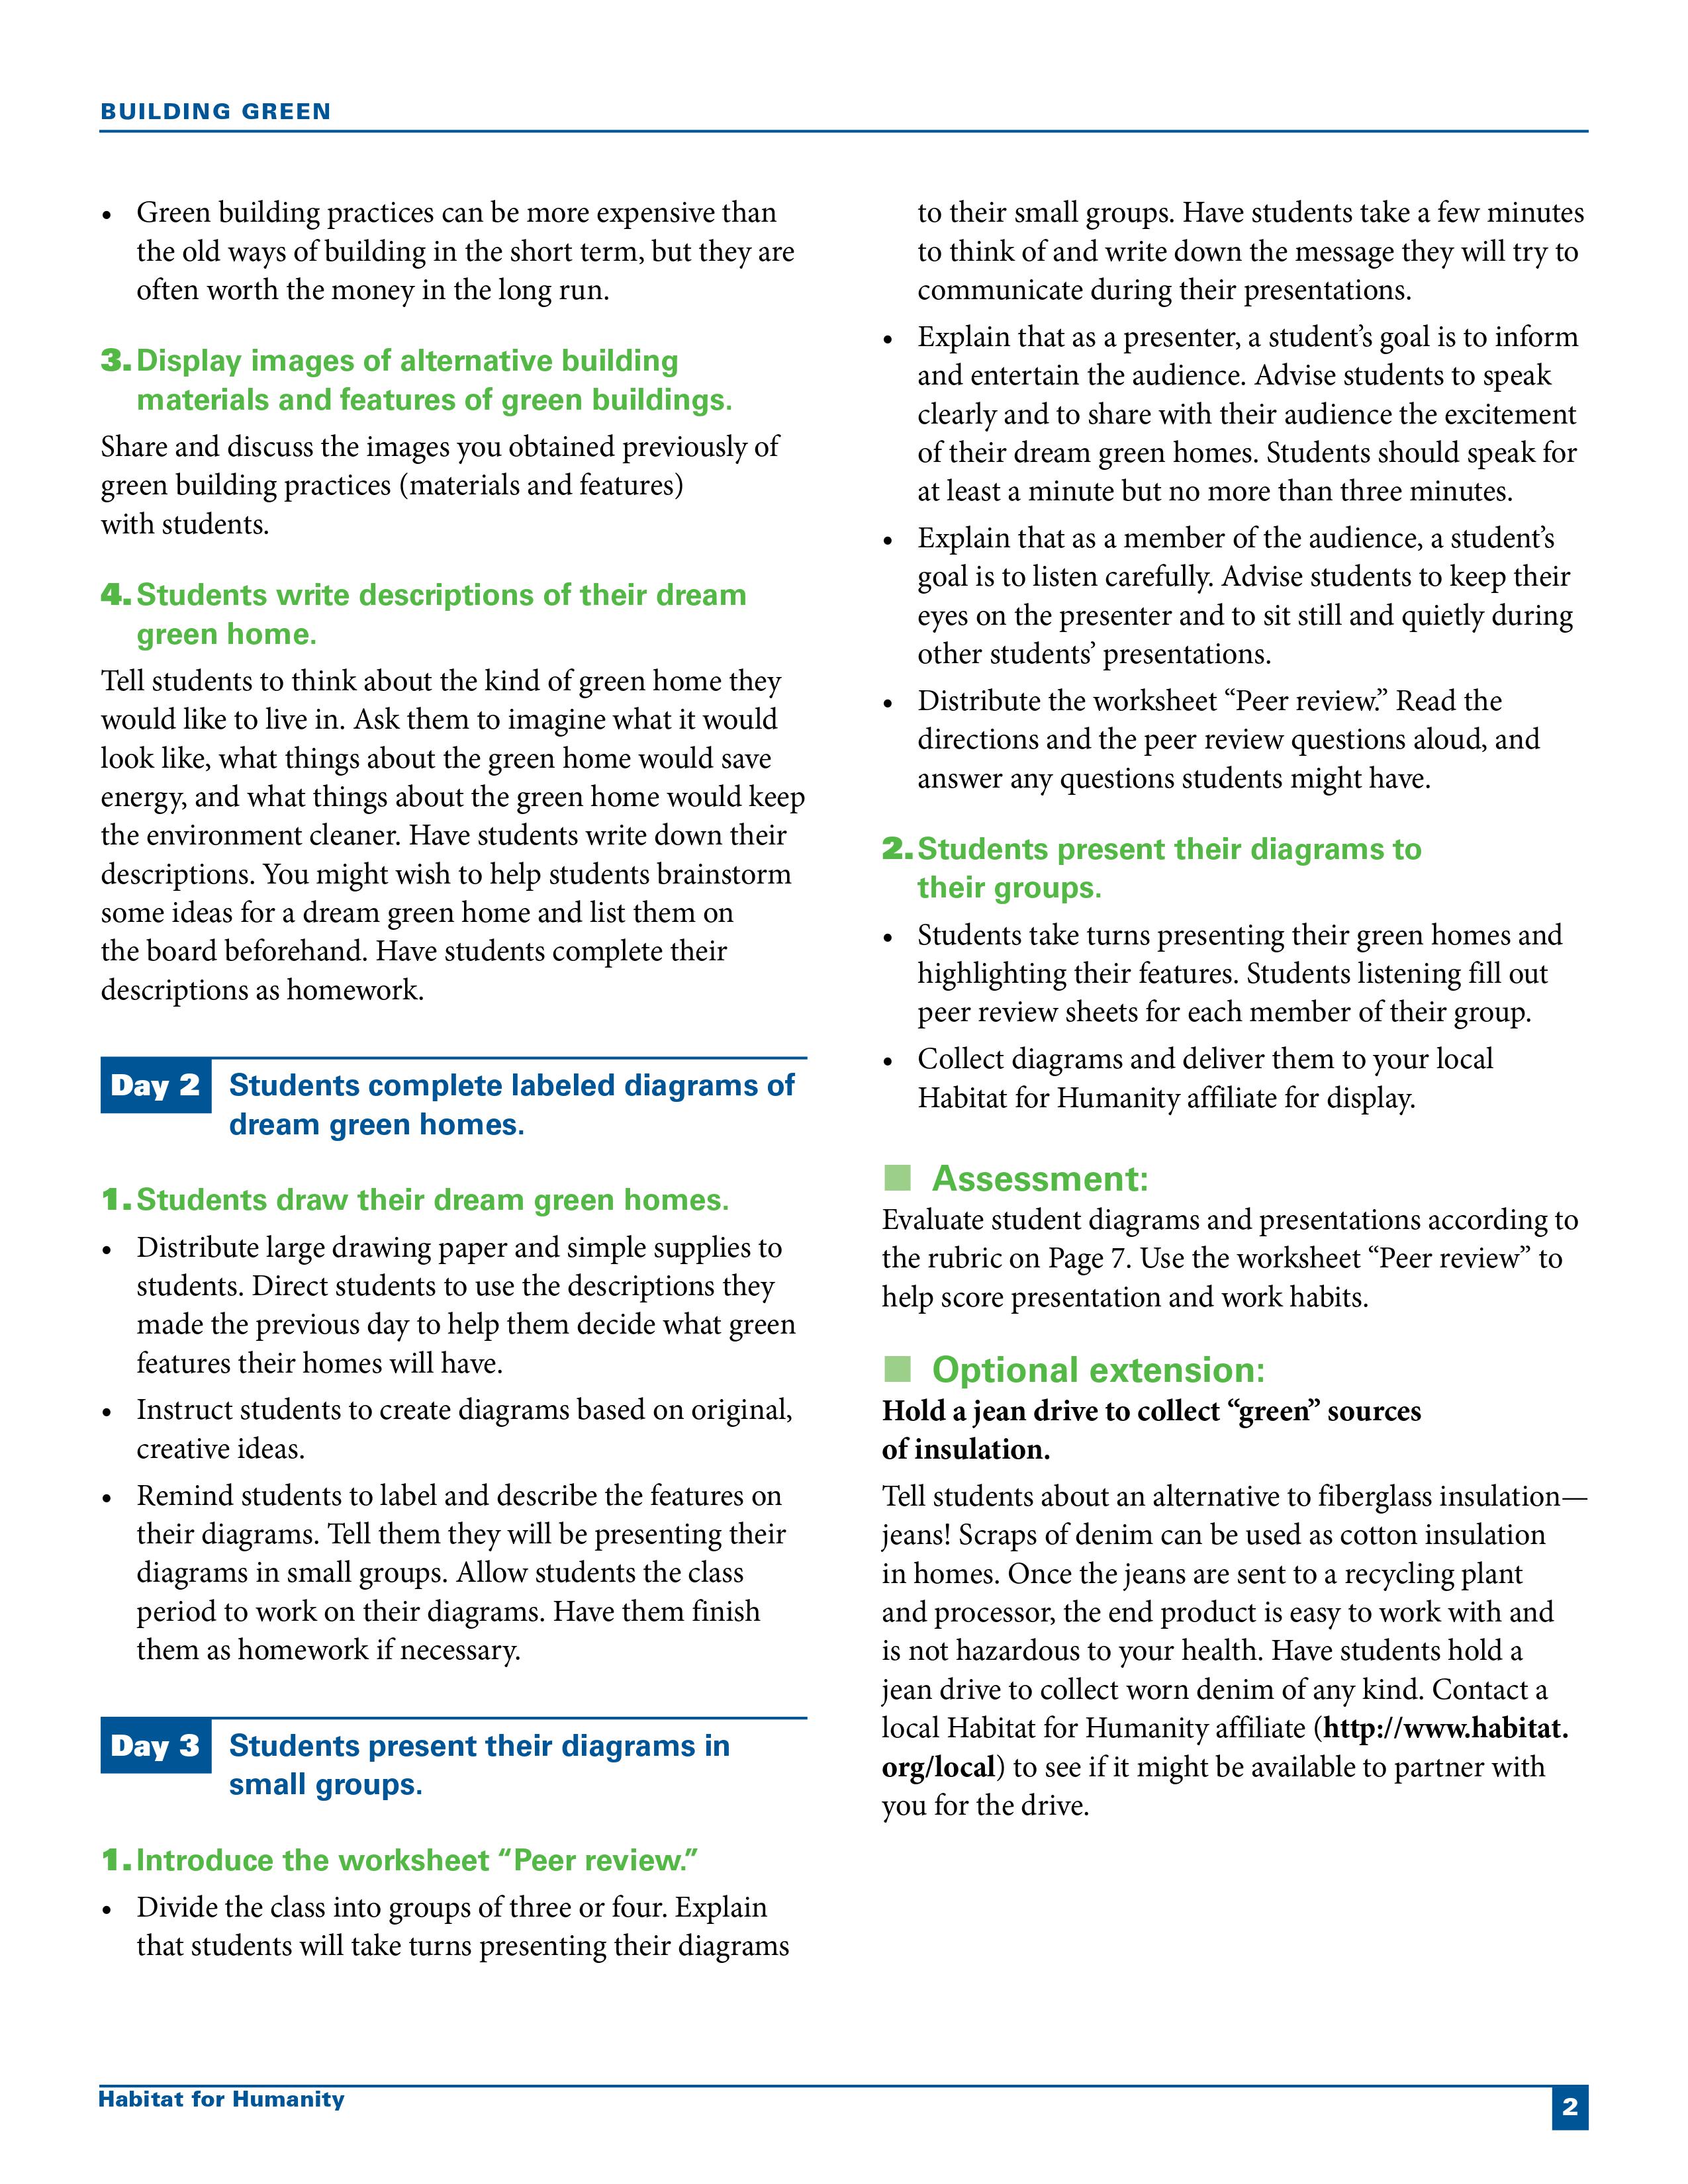 BUILDING GREEN
• Green building practices can be more expensive than
the old ways of building in the short term, but they are
often worth the money in the long run.
3. Display images of alternative building
materials and features of green buildings.
Share and discuss the images you obtained previously of
green building practices (materials and features)
with students.
4. Students write descriptions of their dream
green home.
Tell students to think about the kind of green home they
would like to live in. Ask them to imagine what it would
look like, what things about the green home would save
energy, and what things about the green home would keep
the environment cleaner. Have students write down their
descriptions. You might wish to help students brainstorm
some ideas for a dream green home and list them on
the board beforehand. Have students complete their
descriptions as homework.
Day 2 Students complete labeled diagrams of
dream green homes.
1. Students draw their dream green homes.
• Distribute large drawing paper and simple supplies to
students. Direct students to use the descriptions they
made the previous day to help them decide what green
features their homes will have.
• Instruct students to create diagrams based on original,
creative ideas.
• Remind students to label and describe the features on
their diagrams. Tell them they will be presenting their
diagrams in small groups. Allow students the class
period to work on their diagrams. Have them finish
them as homework if necessary.
Day 3 Students present their diagrams in
small groups.
1. Introduce the worksheet “Peer review.”
• Divide the class into groups of three or four. Explain
that students will take turns presenting their diagrams
to their small groups. Have students take a few minutes
to think of and write down the message they will try to
communicate during their presentations.
• Explain that as a presenter, a student’s goal is to inform
and entertain the audience. Advise students to speak
clearly and to share with their audience the excitement
of their dream green homes. Students should speak for
at least a minute but no more than three minutes.
• Explain that as a member of the audience, a student’s
goal is to listen carefully. Advise students to keep their
eyes on the presenter and to sit still and quietly during
other students’ presentations.
• Distribute the worksheet “Peer review.” Read the
directions and the peer review questions aloud, and
answer any questions students might have.
2. Students present their diagrams to
their groups.
• Students take turns presenting their green homes and
highlighting their features. Students listening fill out
peer review sheets for each member of their group.
• Collect diagrams and deliver them to your local
Habitat for Humanity affiliate for display.
Assessment:
Evaluate student diagrams and presentations according to
the rubric on Page 7. Use the worksheet “Peer review” to
help score presentation and work habits.
Optional extension:
Hold a jean drive to collect “green” sources
of insulation.
Tell students about an alternative to fiberglass insulation—
jeans! Scraps of denim can be used as cotton insulation
in homes. Once the jeans are sent to a recycling plant
and processor, the end product is easy to work with and
is not hazardous to your health. Have students hold a
jean drive to collect worn denim of any kind. Contact a
local Habitat for Humanity affiliate (http://www.habitat.
org/local) to see if it might be available to partner with
you for the drive.
Habitat for Humanity
2